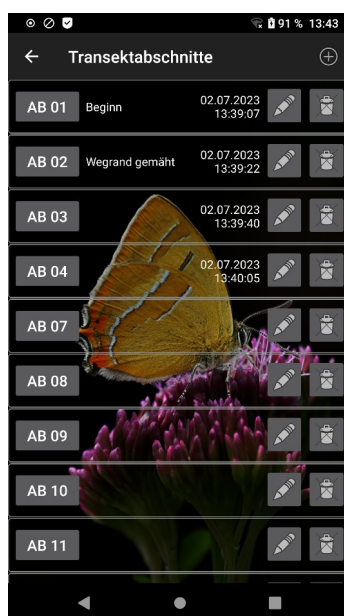 91 % 13:43
Transektabschnitte
AB 01 Beginn 02.07.2023
13:39:07
AB 02 Wegrand gemäht 02.07.2023
13:39:22
AB 03 02.07.2023
13:39:40
AB 04 02.07.2023
13:40:05
AB 07
AB 08
AB 09
AB 10
AB 11